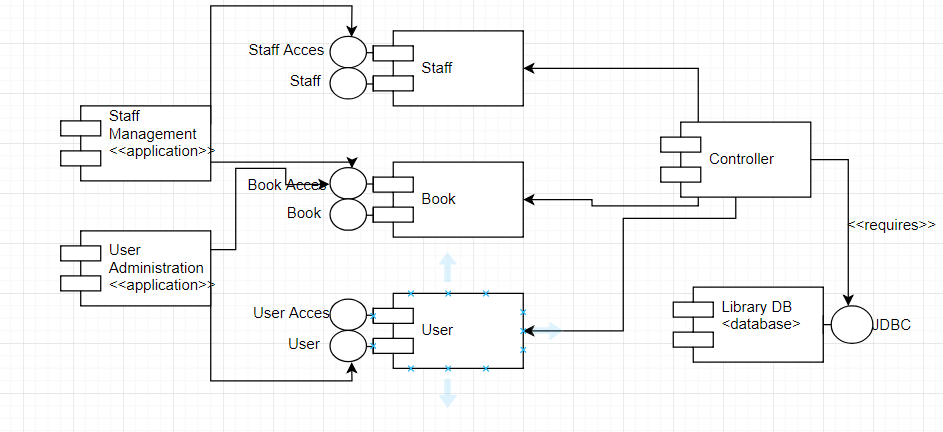 Staff Acces
Staff
Staff
Staff
Management
<<application>>
Controller
Book Acces
Book
Book
<<requires>>
User
Administration
<<application>>
User Acces
User
User
Library DB
<database>
JDBC